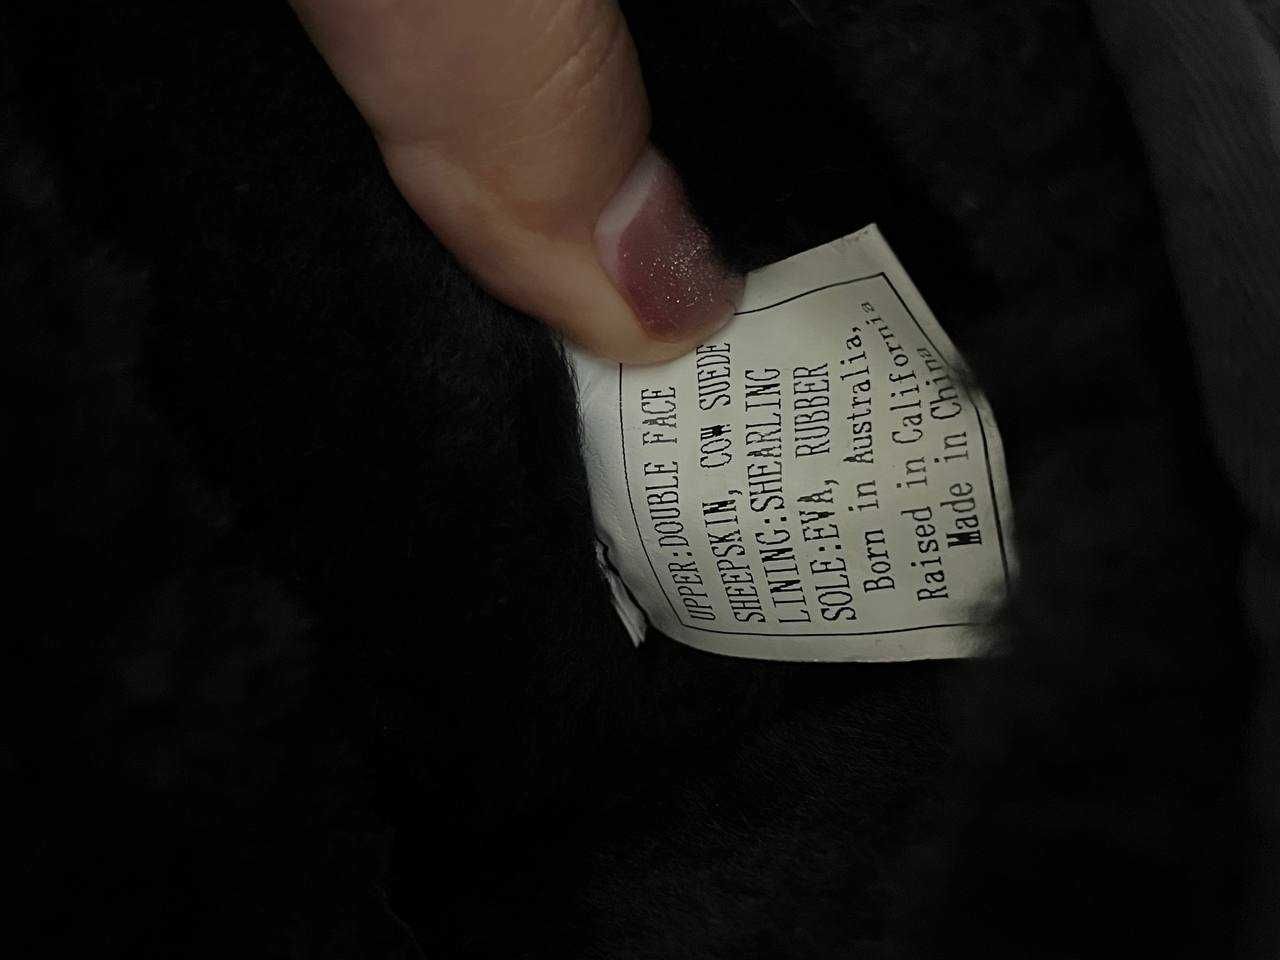 UPPER:DOUBLE FACE
SHEEPSKIN, COW SUEDE
LINING:SHEARLING
SOLE:EVA, RUBBER
Born in Australia,
Raised in California
Made in China